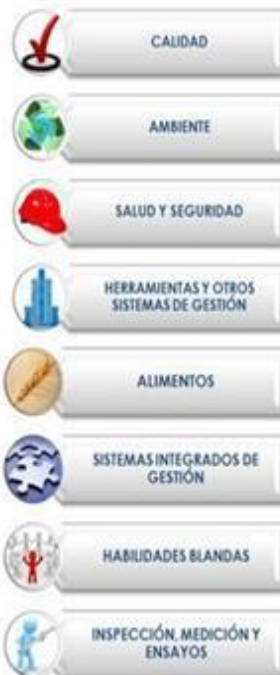 CALIDAD
AMBIENTE
SALUD Y SEGURIDAD
HERRAMIENTAS Y OTROS
SISTEMAS DE GESTIÓN
ALIMENTOS
SISTEMAS INTEGRADOS DE
GESTIÓN
HABILIDADES BLANDAS
INSPECCIÓN, MEDICIÓN Y
ENSAYOS